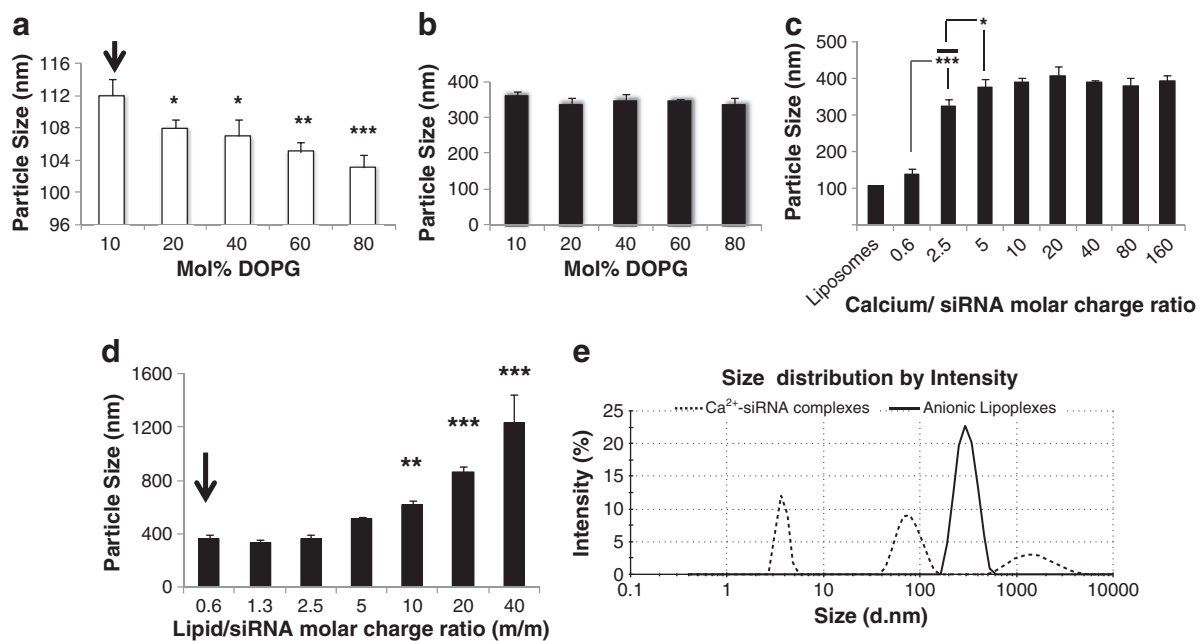 a
Particle Size (nm)
116
112
108
104
100
96
*
*
**
***
10 20 40 60 80
Mol% DOPG
b
Particle Size (nm)
400
300
200
100
0
10 20 40 60 80
Mol% DOPG
c
Particle Size (nm)
500
400
300
200
100
***
*
Liposomes 0.6 2.5 5 10 20 40 80 160
Calcium/ siRNA molar charge ratio
d
Particle Size (nm)
1600
1200
800
400
0
**
***
***
0.6 1.3 2.5 5 10 20 40
Lipid/siRNA molar charge ratio (m/m)
e
Size distribution by Intensity
Ca²⁺-siRNA complexes Anionic Lipoplexes
Intensity (%)
25
20
15
10
5
0
0.1 1 10 100 1000 10000
Size (d.nm)